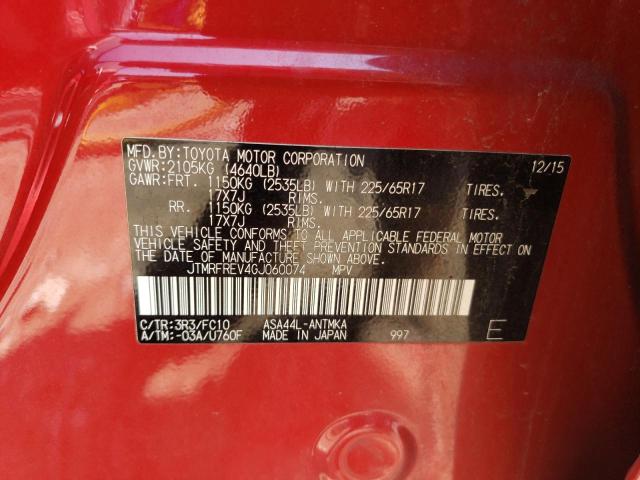 MFD.BY:TOYOTA MOTOR CORPORATION 12/15
GVWR:2105KG (4640LB)
GAWR:FRT. 1150KG (2535LB) WITH 225/65R17 TIRES.
17X7J RIMS.
RR. 1150KG (2535LB) WITH 225/65R17 TIRES.
17X7J RIMS.
THIS VEHICLE CONFORMS TO ALL APPLICABLE FEDERAL MOTOR
VEHICLE SAFETY AND THEFT PREVENTION STANDARDS IN EFFECT ON
THE DATE OF MANUFACTURE SHOWN ABOVE.
JTMRFREV4GJ060074 MPV
C/TR:3R3/FC10 ASA44L-ANTMKA
A/TM:-03A/U760F MADE IN JAPAN 997 E